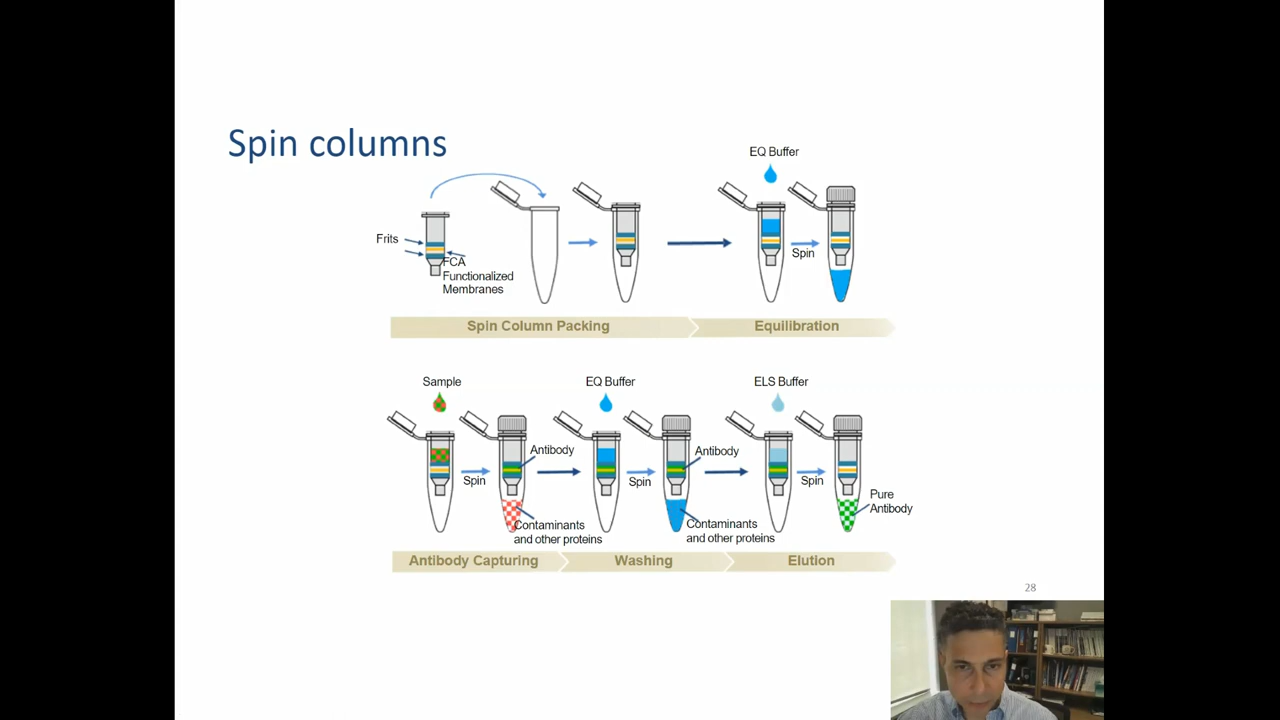 Spin columns
EQ Buffer
Frits
FCA
Functionalized
Membranes
Spin
Spin Column Packing
Equilibration
Sample
EQ Buffer
ELS Buffer
Antibody
Spin
Contaminants
and other proteins
Antibody
Spin
Contaminants
and other proteins
Spin
Pure
Antibody
Antibody Capturing
Washing
Elution
28